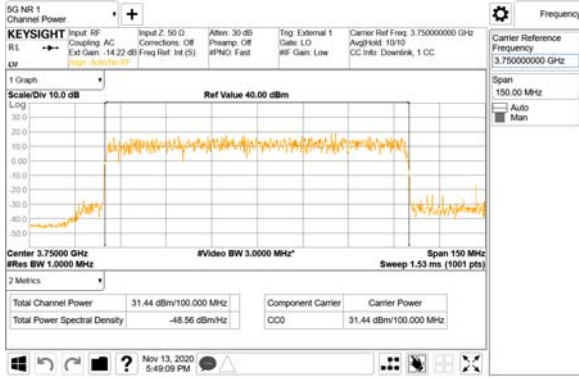 5G NR 1
Channel Power
Frequency
KEYSIGHT
RL
Input: RF
Coupling: AC
Ext Gain: -14.22 dB
Align: Auto/No RF
Input Z: 50 Ω
Corrections: Off
Freq Ref: Int (S)
Atten: 30 dB
Preamp: Off
#PNO: Fast
Trig: External 1
Gate: LO
#IF Gain: Low
Carrier Ref Freq: 3.750000000 GHz
Avg|Hold: 10/10
CC Info: Downlink, 1 CC
Carrier Reference
Frequency
3.750000000 GHz
Span
150.00 MHz
Auto
Man
1 Graph
Scale/Div 10.0 dB
Ref Value 40.00 dBm
Log
30.0
20.0
10.0
0.00
-10.0
-20.0
-30.0
-40.0
-50.0
Center 3.75000 GHz
#Video BW 3.0000 MHz*
Span 150 MHz
#Res BW 1.0000 MHz
Sweep 1.53 ms (1001 pts)
2 Metrics
Total Channel Power 31.44 dBm/100.000 MHz
Total Power Spectral Density -48.56 dBm/Hz
Component Carrier Carrier Power
CC0 31.44 dBm/100.000 MHz
?
Nov 13, 2020
5:49:09 PM